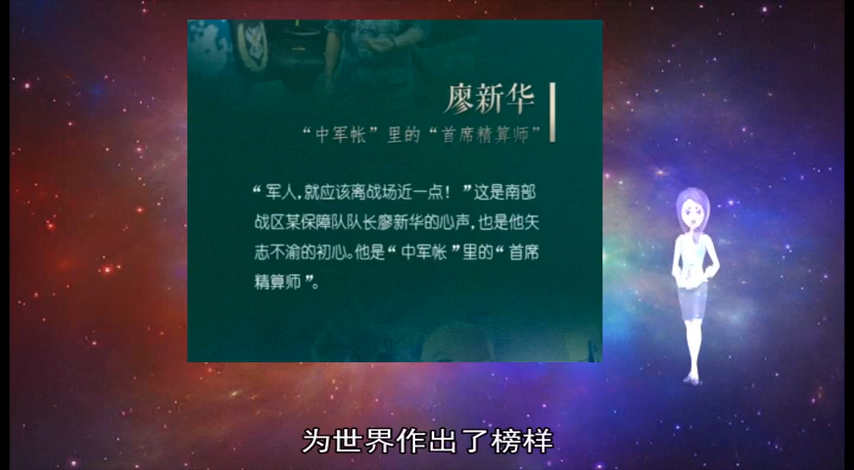 廖新华
“中军帐”里的“首席精算师”
“军人,就应该离战场近一点！”这是南部
战区某保障队队长廖新华的心声,也是他矢
志不渝的初心。他是“中军帐”里的“首席
精算师”。
为世界作出了榜样